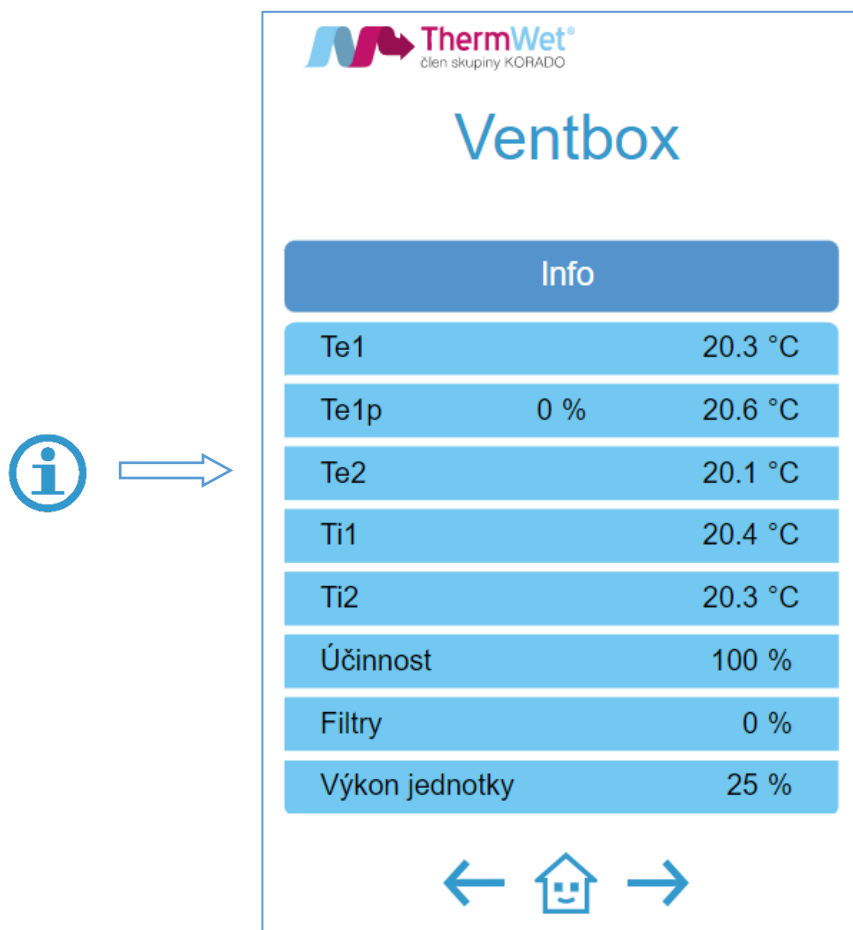 ThermWet®
člen skupiny KORADO
Ventbox
Info
Te1 20.3 °C
Te1p 0 % 20.6 °C
Te2 20.1 °C
Ti1 20.4 °C
Ti2 20.3 °C
Účinnost 100 %
Filtry 0 %
Výkon jednotky 25 %